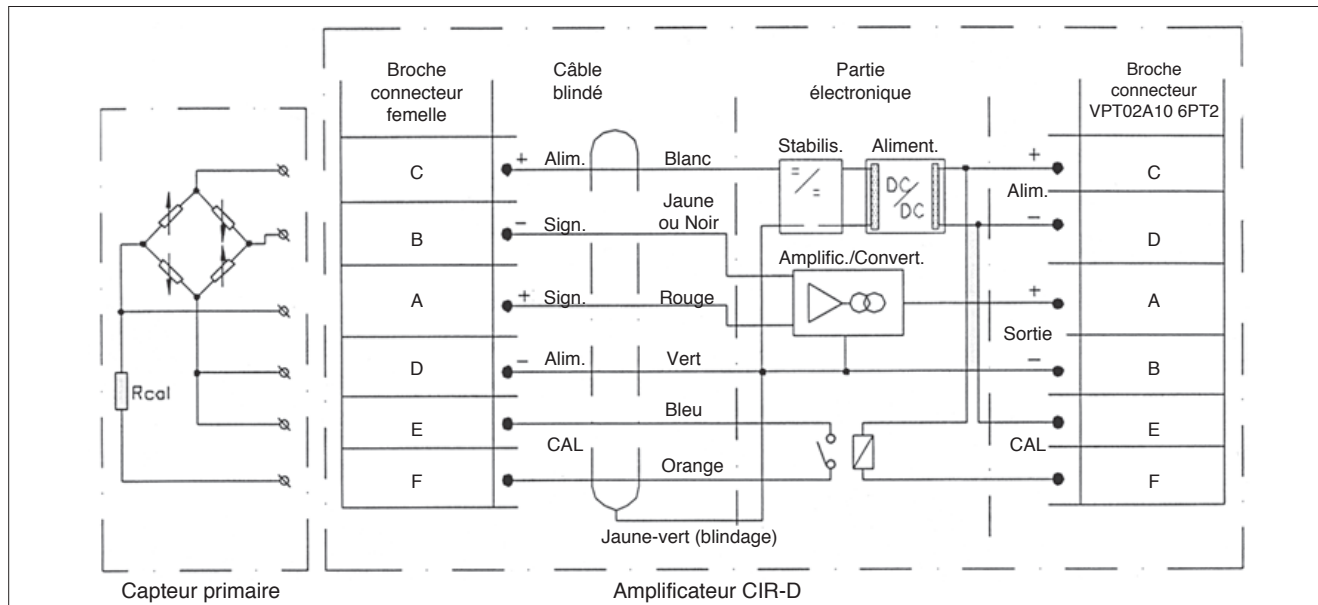 Broche
connecteur
femelle
Câble
blindé
Partie
électronique
Broche
connecteur
VPT02A10 6PT2
Stabilis.
Aliment.
C
+
Alim.
Blanc
=
=
DC
DC
+
C
Alim.
B
-
Sign.
Jaune
ou Noir
-
D
Amplific./Convert.
A
+
Sign.
Rouge
+
A
Sortie
D
-
Alim.
Vert
-
B
Rcal
E
Bleu
E
CAL
CAL
F
Orange
F
Jaune-vert (blindage)
Capteur primaire
Amplificateur CIR-D